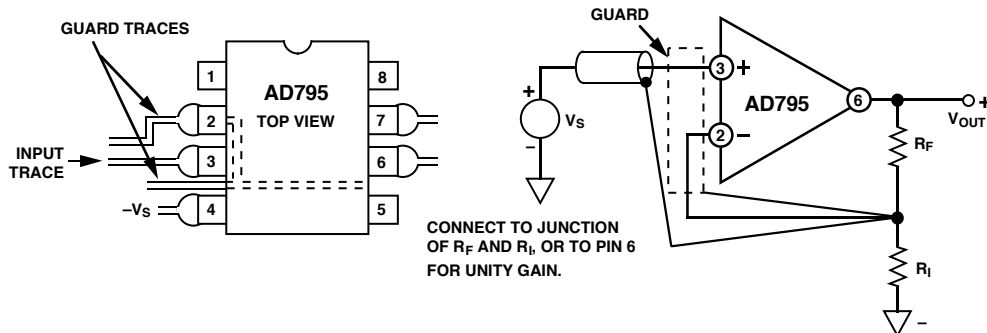 GUARD TRACES
1
8
AD795
TOP VIEW
2
7
INPUT
TRACE
3
6
–VS
4
5
GUARD
3
+
AD795
6
+
VOUT
+
VS
–
2
–
RF
CONNECT TO JUNCTION
OF RF AND RI, OR TO PIN 6
FOR UNITY GAIN.
RI
–